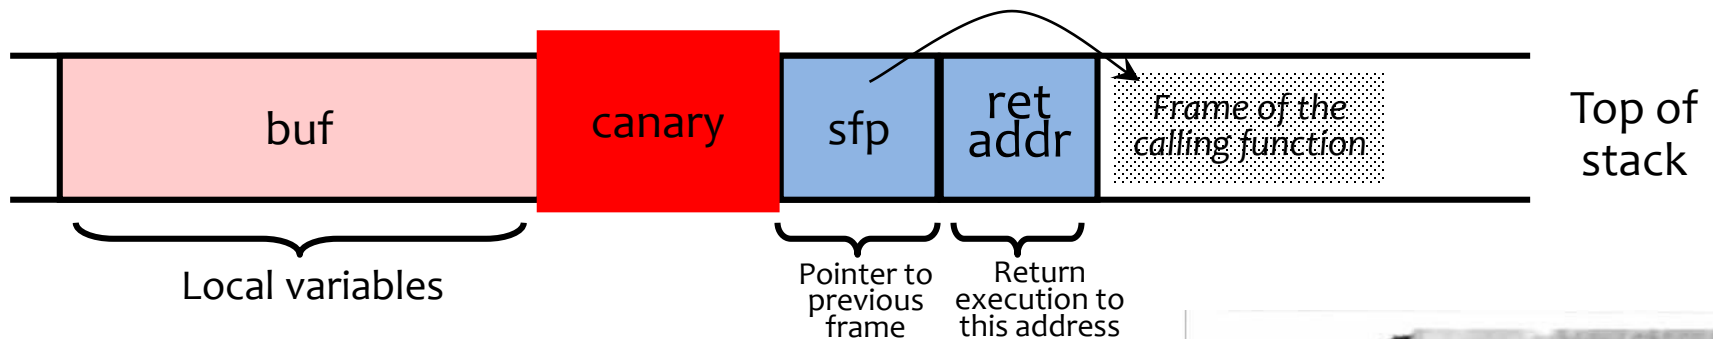 buf
canary
sfp
ret
addr
Frame of the
calling function
Top of
stack
Local variables
Pointer to
previous
frame
Return
execution to
this address